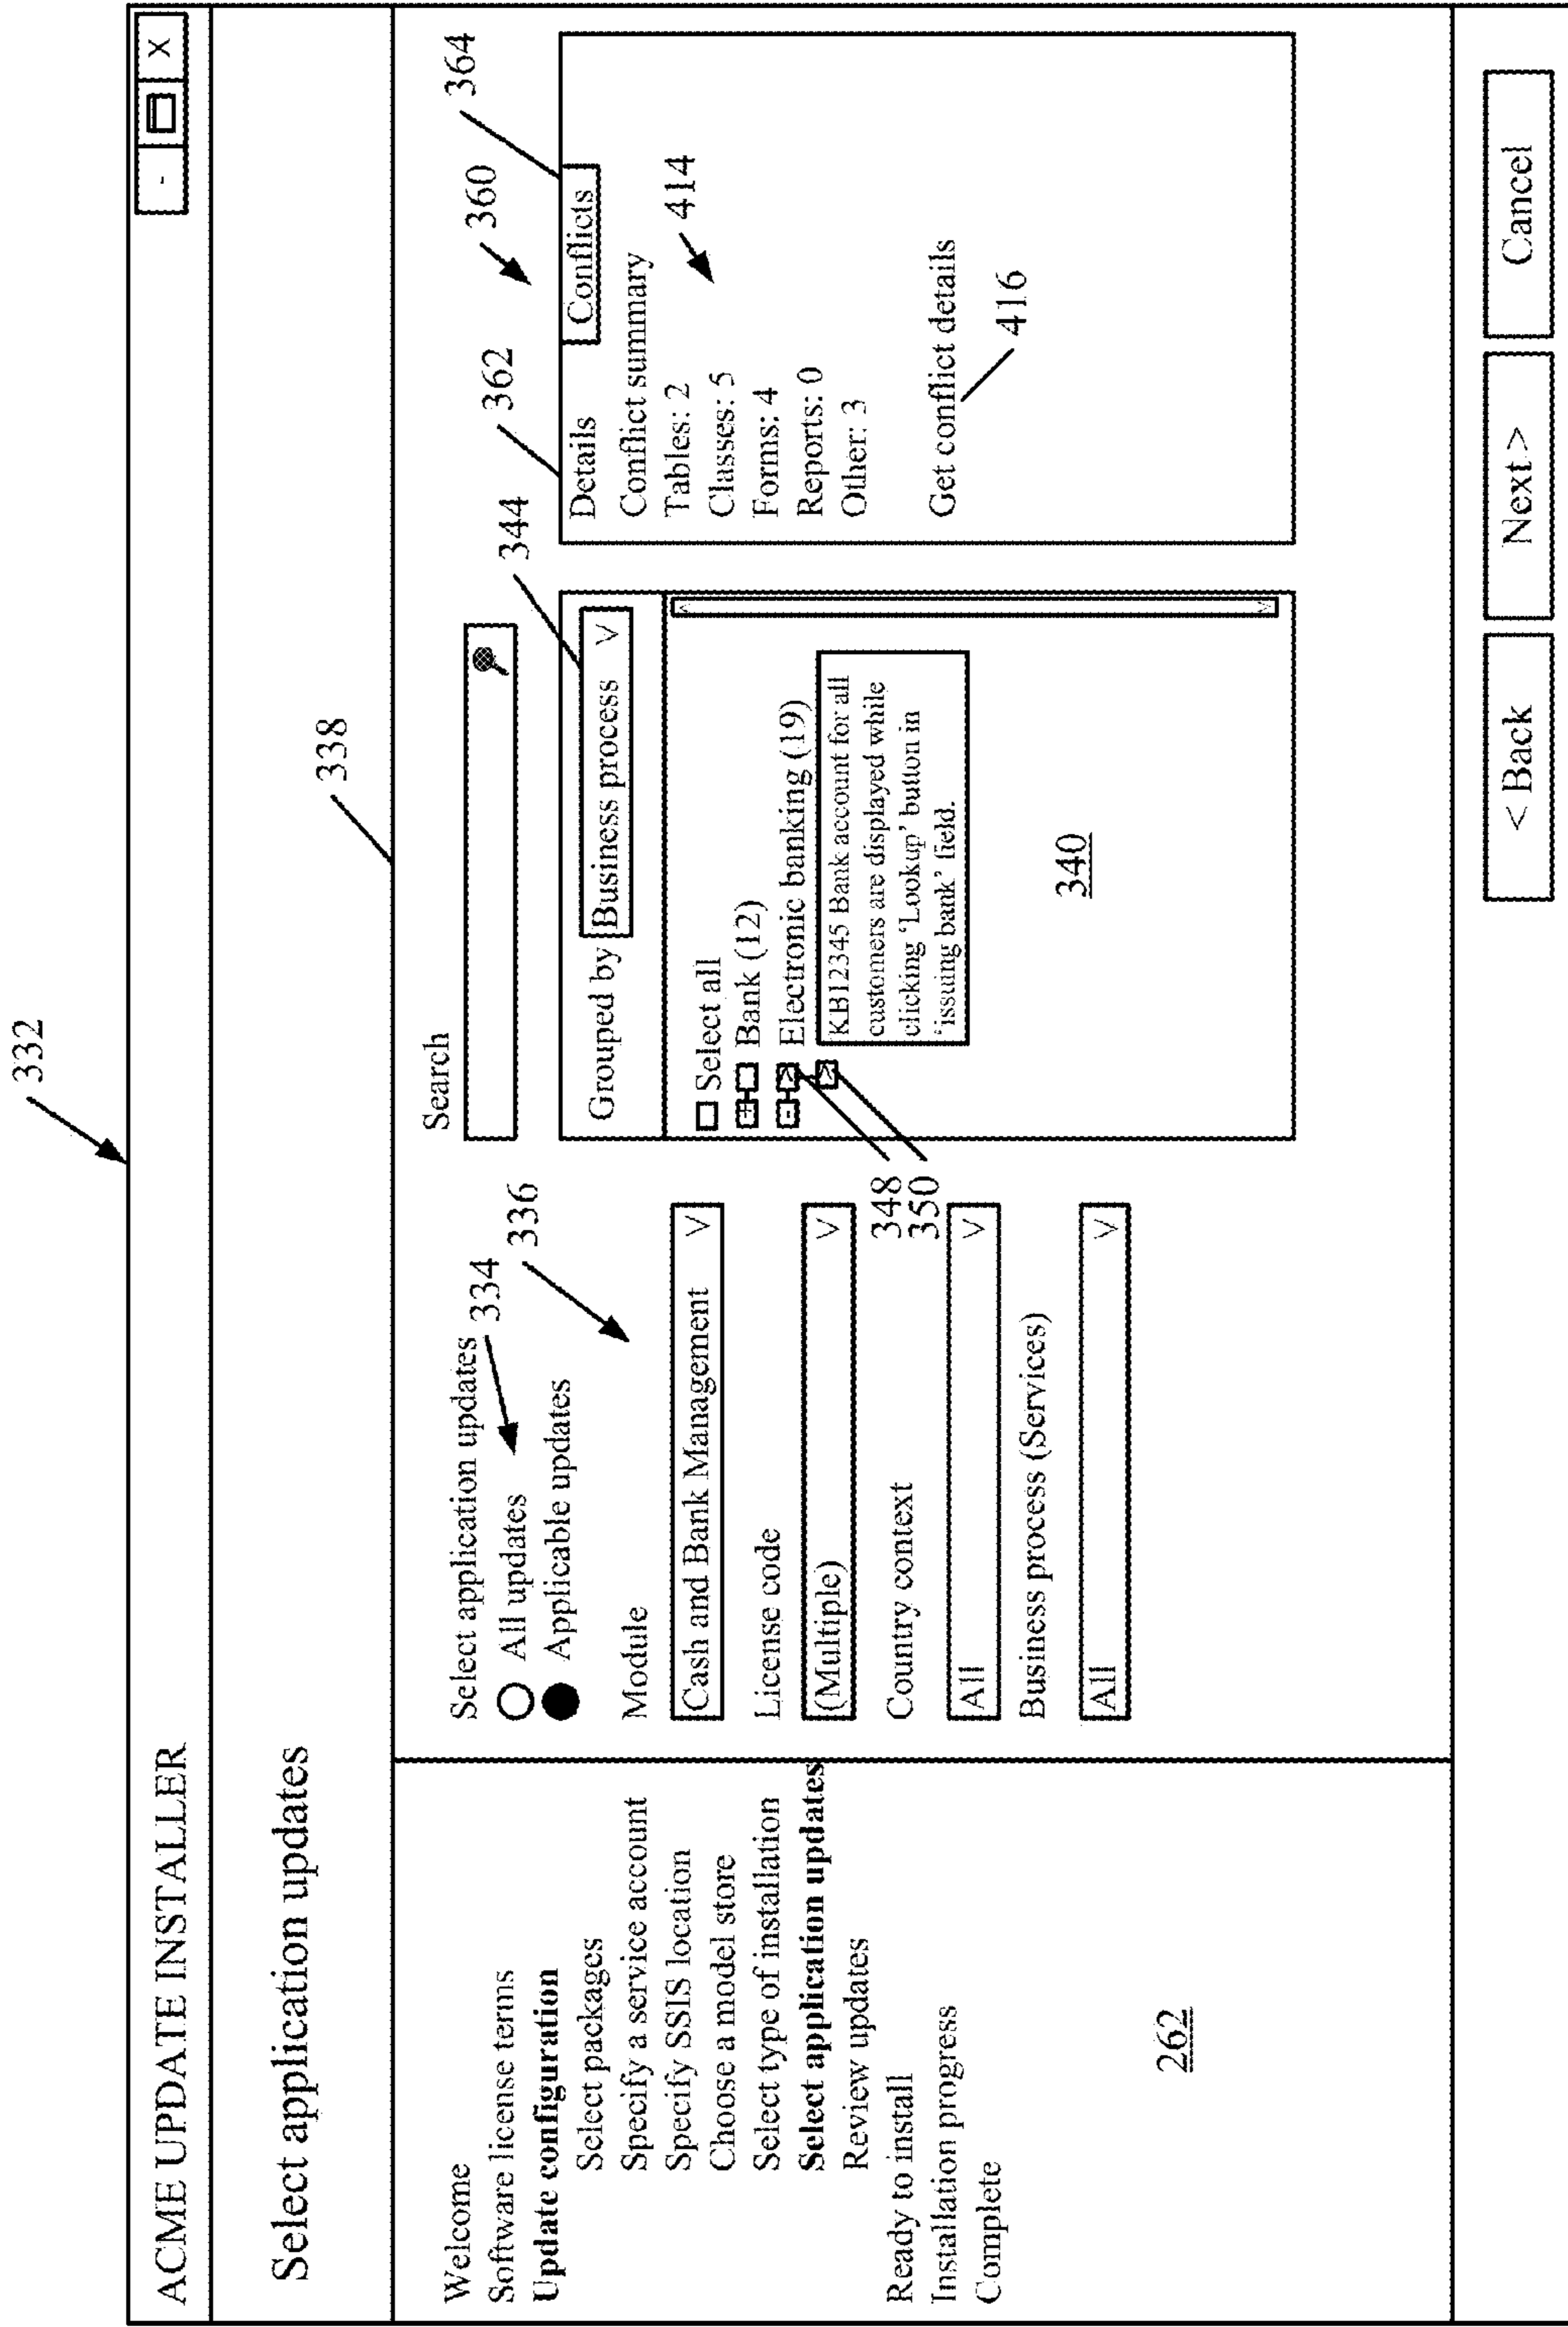 332
ACME UPDATE INSTALLER
- X
Select application updates
338
Welcome
Software license terms
Update configuration
Select packages
Specify a service account
Specify SSIS location
Choose a model store
Select type of installation
Select application updates
Review updates
Ready to install
Installation progress
Complete
262
Select application updates
334
All updates
Applicable updates
336
Module
Cash and Bank Management V
License code
(Multiple) V
Country context
All V
Business process (Services)
All V
348
350
Search
344
Grouped by Business process V
Select all
+ Bank (12)
- Electronic banking (19)
KB12345 Bank account for all
customers are displayed while
clicking ‘Lookup’ button in
‘issuing bank’ field.
340
362
360
364
Details Conflicts
Conflict summary
Tables: 2
Classes: 5
Forms: 4
Reports: 0
Other: 3
414
Get conflict details
416
< Back Next > Cancel